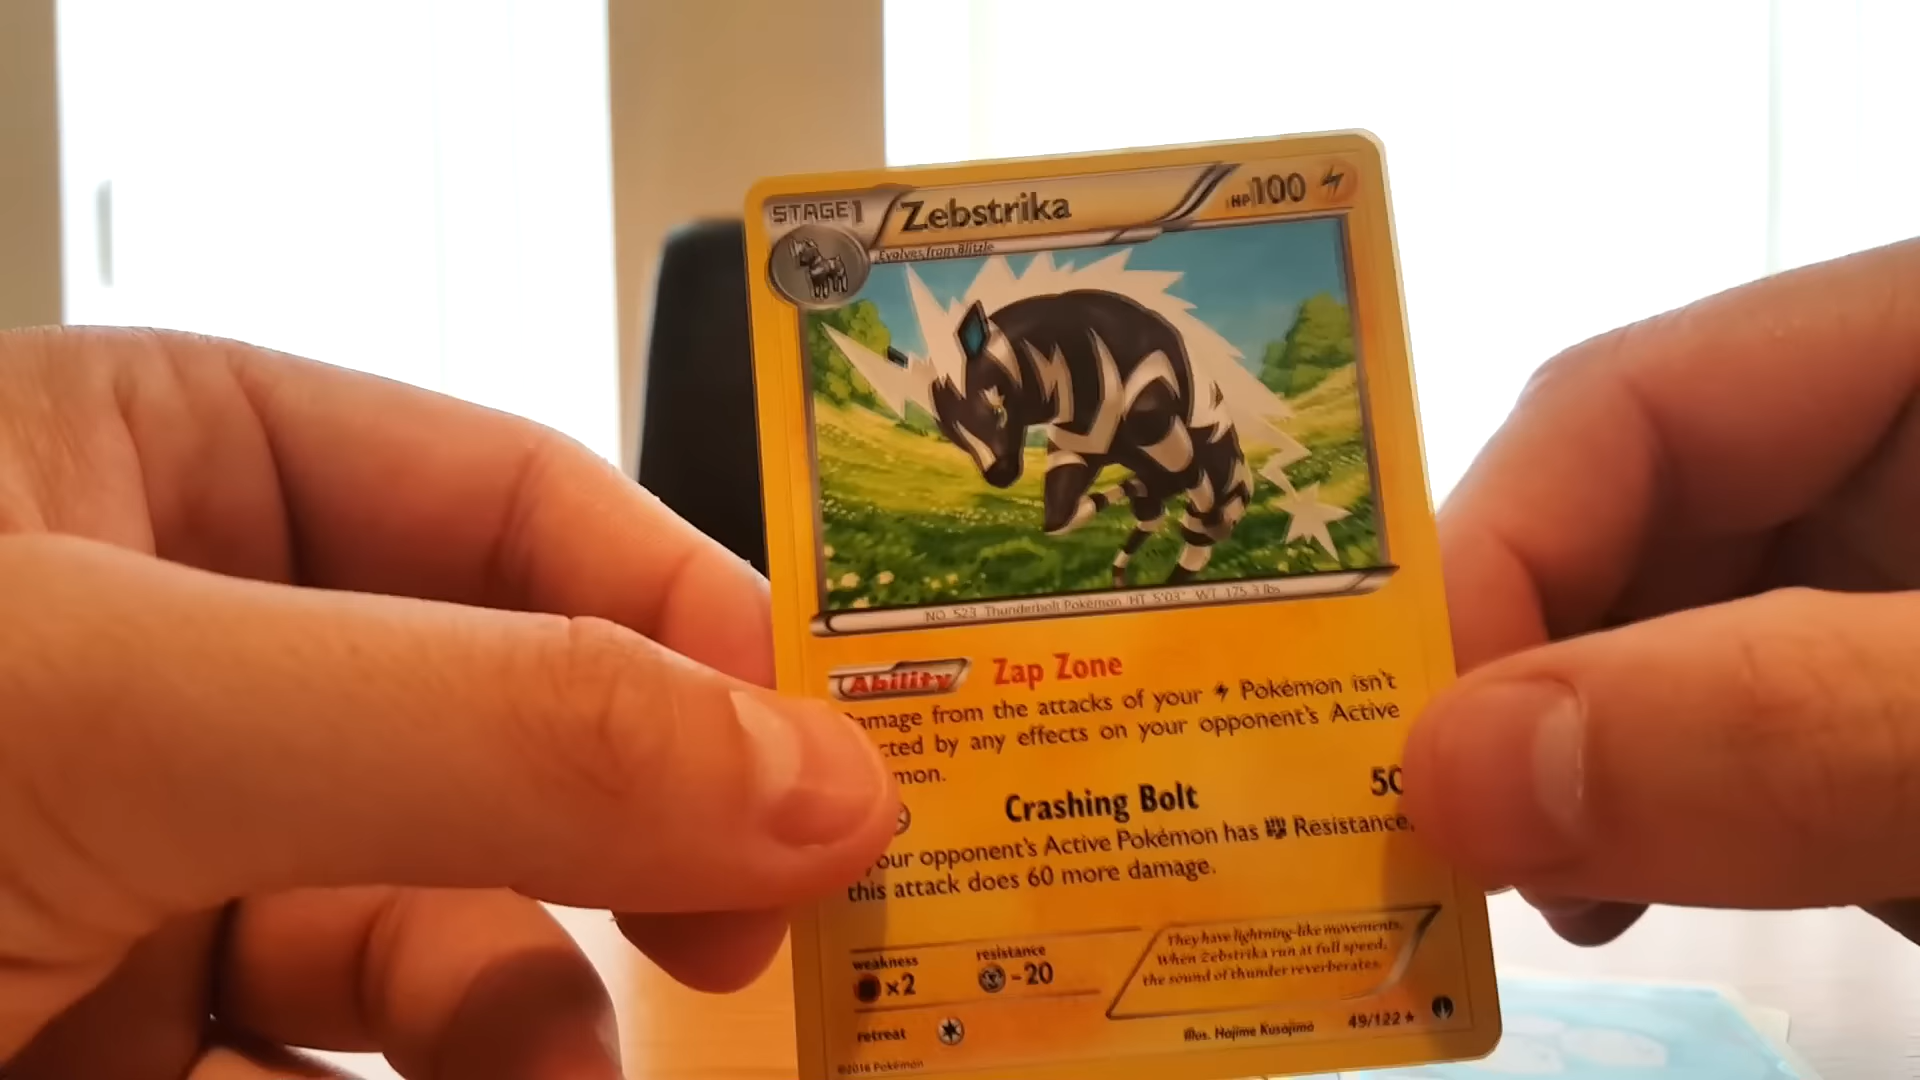 STAGE1 Zebstrika HP100
Evolves from Blitzle
NO. 523 Thunderbolt Pokémon HT 5'03" WT 175.3 lbs
Ability Zap Zone
amage from the attacks of your Pokémon isn't
cted by any effects on your opponent's Active
mon.
Crashing Bolt 50
your opponent's Active Pokémon has Resistance,
this attack does 60 more damage.
weakness
×2
resistance
-20
They have lightning-like movements.
When Zebstrika run at full speed,
the sound of thunder reverberates.
retreat
Illus. Hajime Kusajima 49/122
©2016 Pokémon